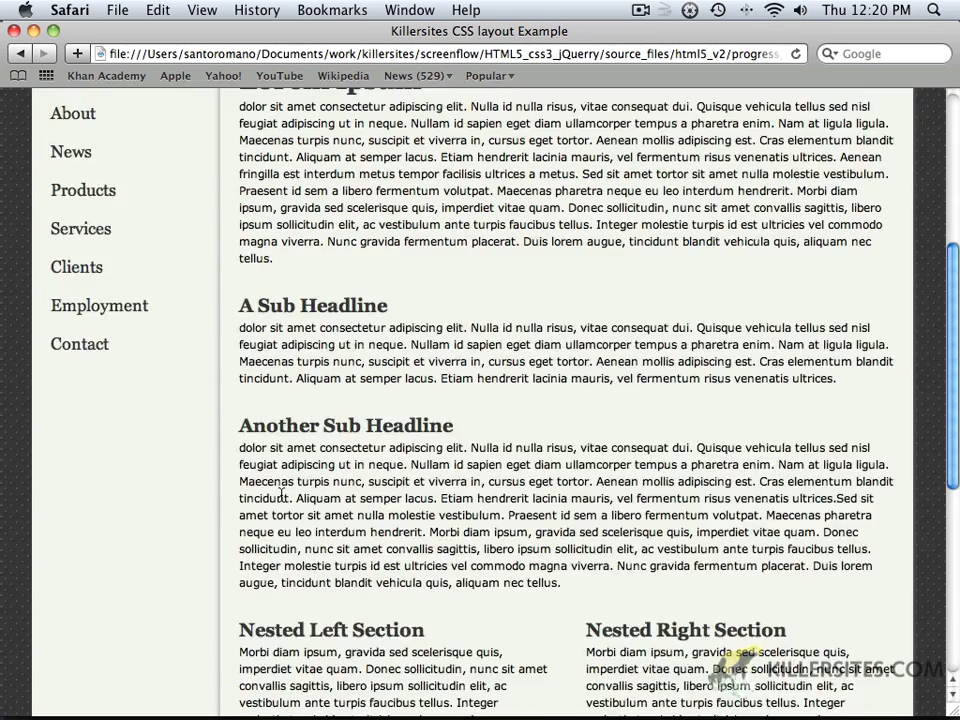 Safari File Edit View History Bookmarks Window Help Thu 12:20 PM
Killersites CSS layout Example
file:///Users/santoromano/Documents/work/killersites/screenflow/HTML5_css3_jQuerry/source_files/html5_v2/progress Google
Khan Academy Apple Yahoo! YouTube Wikipedia News (529) Popular
Lorem Ipsum
About
News
Products
Services
Clients
Employment
Contact
dolor sit amet consectetur adipiscing elit. Nulla id nulla risus, vitae consequat dui. Quisque vehicula tellus sed nisl
feugiat adipiscing ut in neque. Nullam id sapien eget diam ullamcorper tempus a pharetra enim. Nam at ligula ligula.
Maecenas turpis nunc, suscipit et viverra in, cursus eget tortor. Aenean mollis adipiscing est. Cras elementum blandit
tincidunt. Aliquam at semper lacus. Etiam hendrerit lacinia mauris, vel fermentum risus venenatis ultrices. Aenean
fringilla est interdum metus tempor facilisis ultrices a metus. Sed sit amet tortor sit amet nulla molestie vestibulum.
Praesent id sem a libero fermentum volutpat. Maecenas pharetra neque eu leo interdum hendrerit. Morbi diam
ipsum, gravida sed scelerisque quis, imperdiet vitae quam. Donec sollicitudin, nunc sit amet convallis sagittis, libero
ipsum sollicitudin elit, ac vestibulum ante turpis faucibus tellus. Integer molestie turpis id est ultricies vel commodo
magna viverra. Nunc gravida fermentum placerat. Duis lorem augue, tincidunt blandit vehicula quis, aliquam nec
tellus.
A Sub Headline
dolor sit amet consectetur adipiscing elit. Nulla id nulla risus, vitae consequat dui. Quisque vehicula tellus sed nisl
feugiat adipiscing ut in neque. Nullam id sapien eget diam ullamcorper tempus a pharetra enim. Nam at ligula ligula.
Maecenas turpis nunc, suscipit et viverra in, cursus eget tortor. Aenean mollis adipiscing est. Cras elementum blandit
tincidunt. Aliquam at semper lacus. Etiam hendrerit lacinia mauris, vel fermentum risus venenatis ultrices.
Another Sub Headline
dolor sit amet consectetur adipiscing elit. Nulla id nulla risus, vitae consequat dui. Quisque vehicula tellus sed nisl
feugiat adipiscing ut in neque. Nullam id sapien eget diam ullamcorper tempus a pharetra enim. Nam at ligula ligula.
Maecenas turpis nunc, suscipit et viverra in, cursus eget tortor. Aenean mollis adipiscing est. Cras elementum blandit
tincidunt. Aliquam at semper lacus. Etiam hendrerit lacinia mauris, vel fermentum risus venenatis ultrices.Sed sit
amet tortor sit amet nulla molestie vestibulum. Praesent id sem a libero fermentum volutpat. Maecenas pharetra
neque eu leo interdum hendrerit. Morbi diam ipsum, gravida sed scelerisque quis, imperdiet vitae quam. Donec
sollicitudin, nunc sit amet convallis sagittis, libero ipsum sollicitudin elit, ac vestibulum ante turpis faucibus tellus.
Integer molestie turpis id est ultricies vel commodo magna viverra. Nunc gravida fermentum placerat. Duis lorem
augue, tincidunt blandit vehicula quis, aliquam nec tellus.
Nested Left Section
Morbi diam ipsum, gravida sed scelerisque quis,
imperdiet vitae quam. Donec sollicitudin, nunc sit amet
convallis sagittis, libero ipsum sollicitudin elit, ac
vestibulum ante turpis faucibus tellus. Integer
Nested Right Section
Morbi diam ipsum, gravida sed scelerisque quis,
imperdiet vitae quam. Donec sollicitudin, nunc sit amet
convallis sagittis, libero ipsum sollicitudin elit, ac
vestibulum ante turpis faucibus tellus. Integer
KILLERSITES.COM